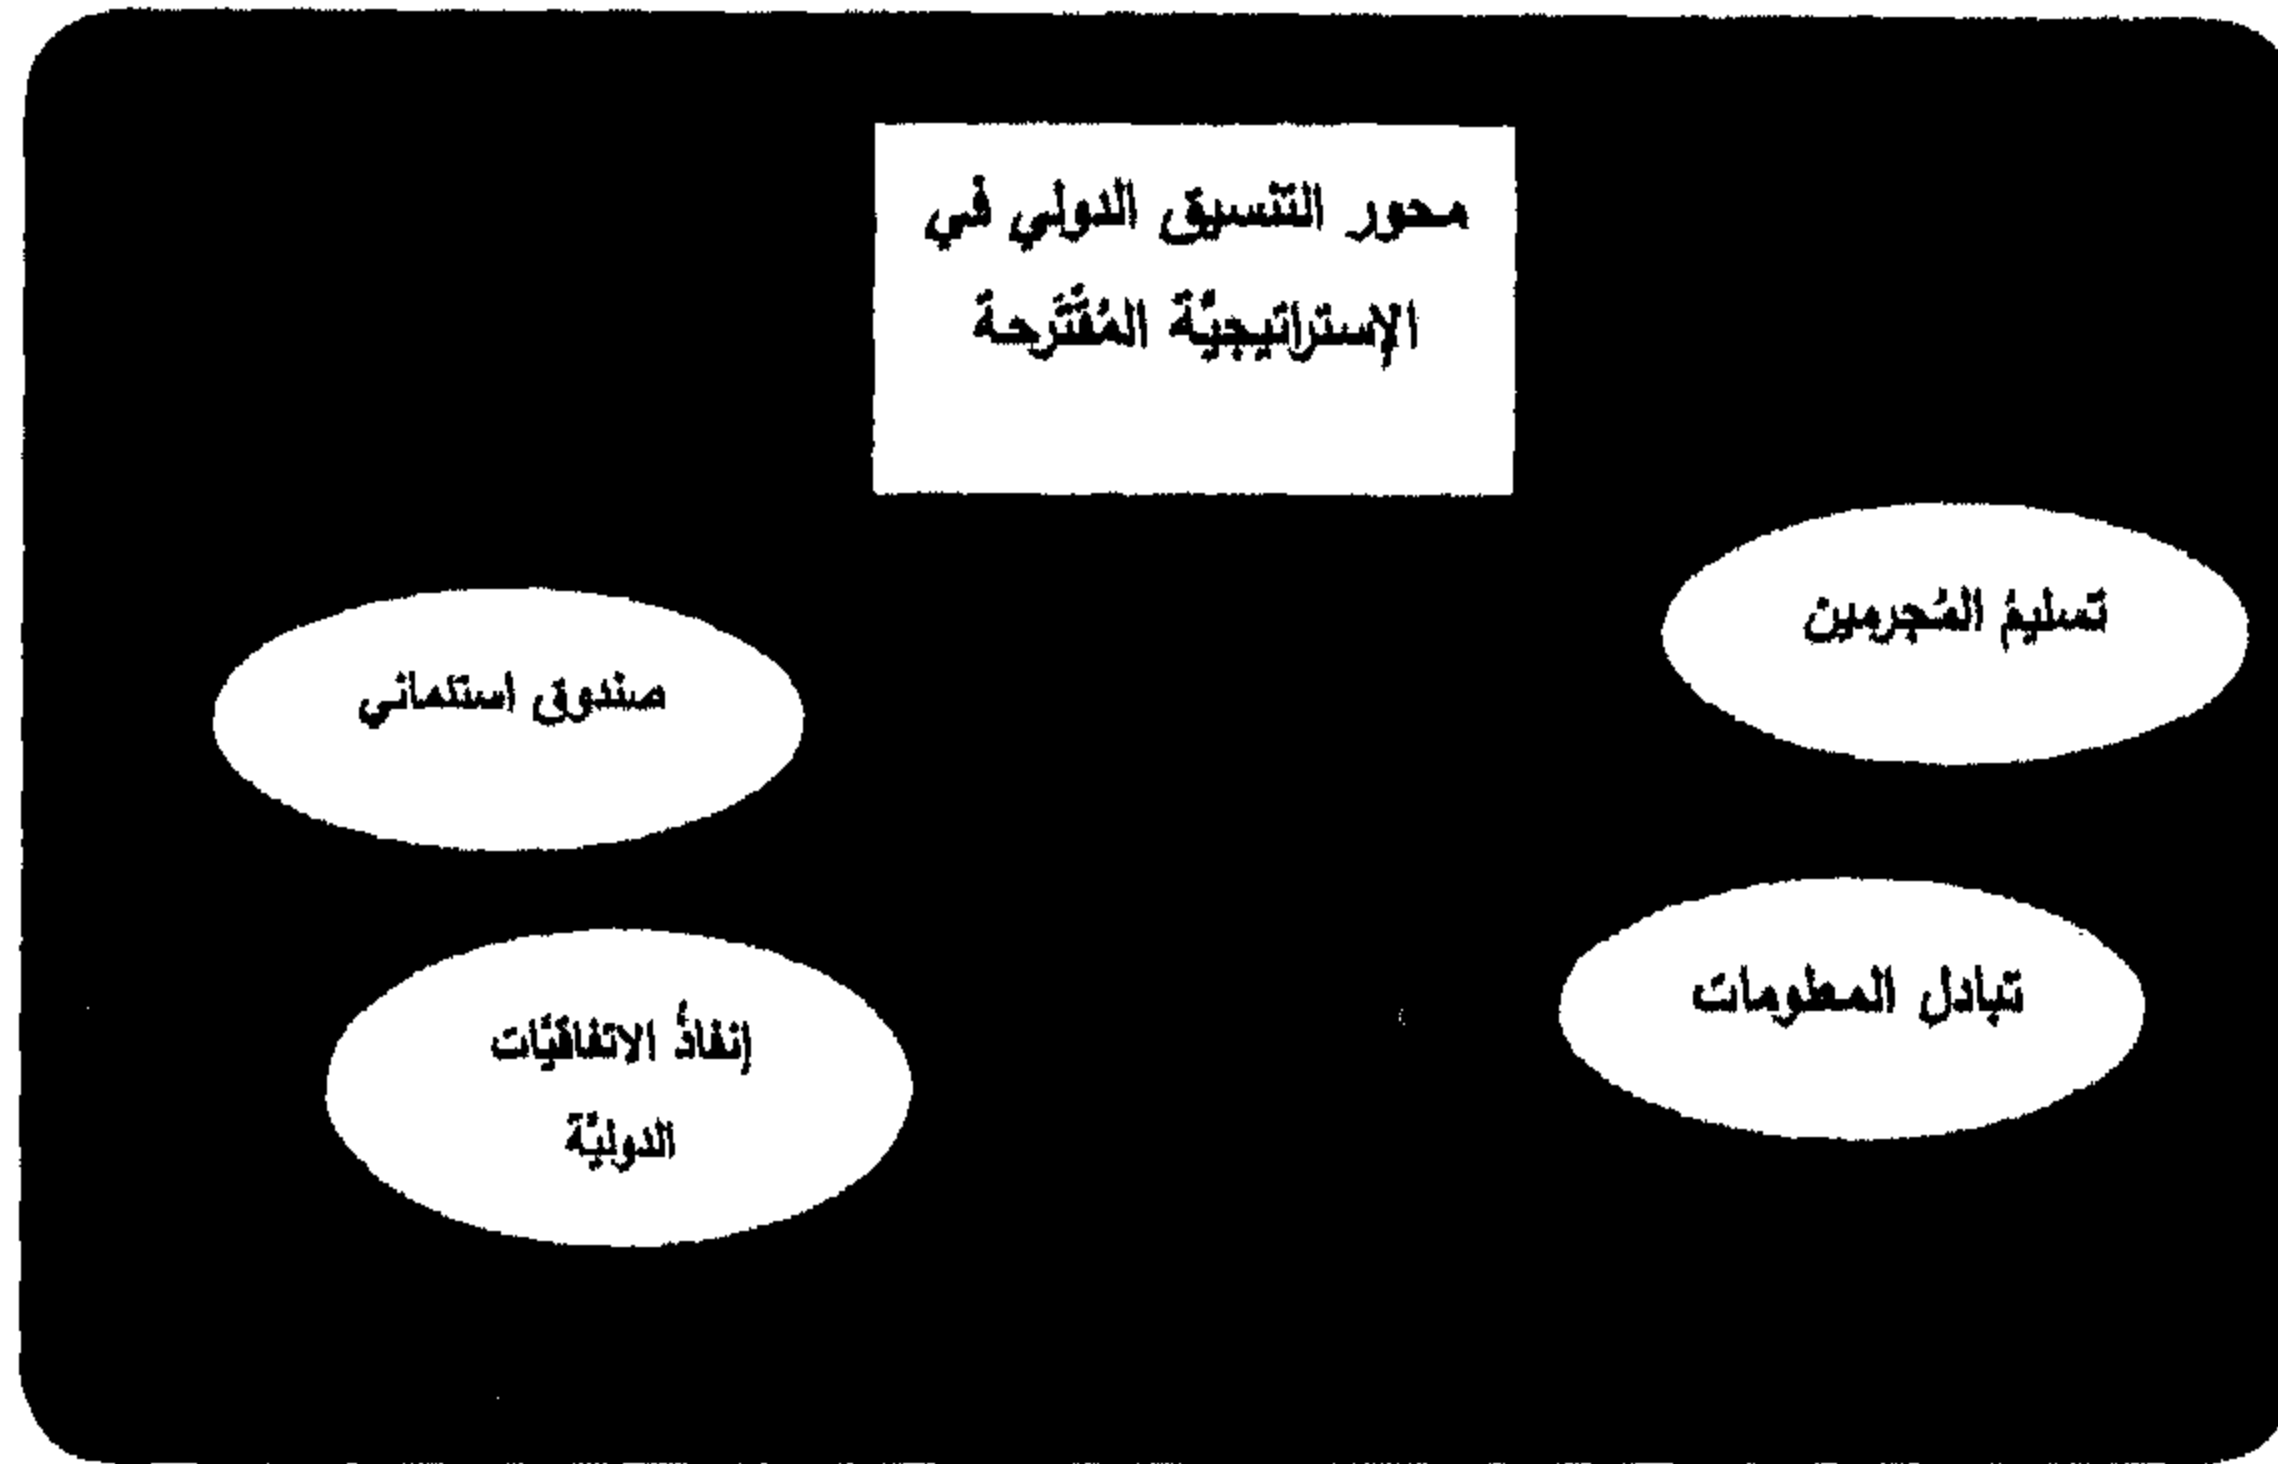 محور التنسيق الدولي في
الإستراتيجيّة المُقترحة
تسليمُ المُجرمين
صندوق استئماني
تبادل المعلومات
إنفاذُ الاتفاقيّات
الدوليّة